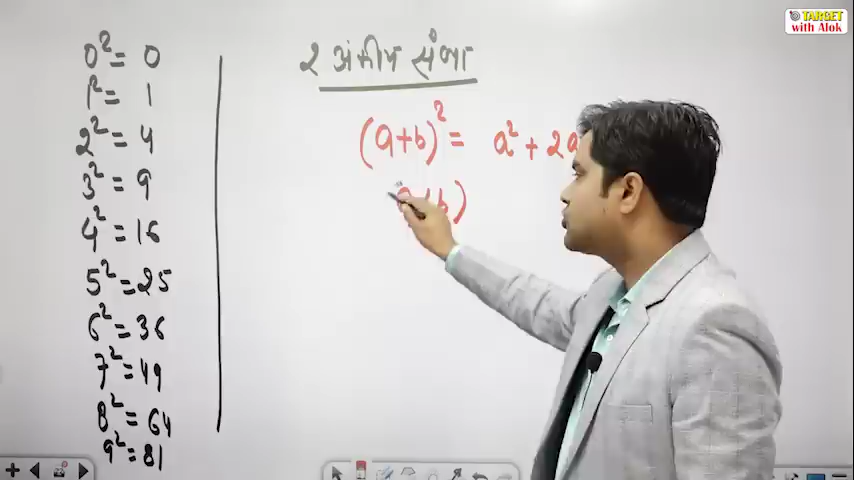 TARGET
with Alok
0² = 0
1² = 1
2² = 4
3² = 9
4² = 16
5² = 25
6² = 36
7² = 49
8² = 64
9² = 81
2 अंकीय संख्या
(a+b)² = a² + 2a
a+b)